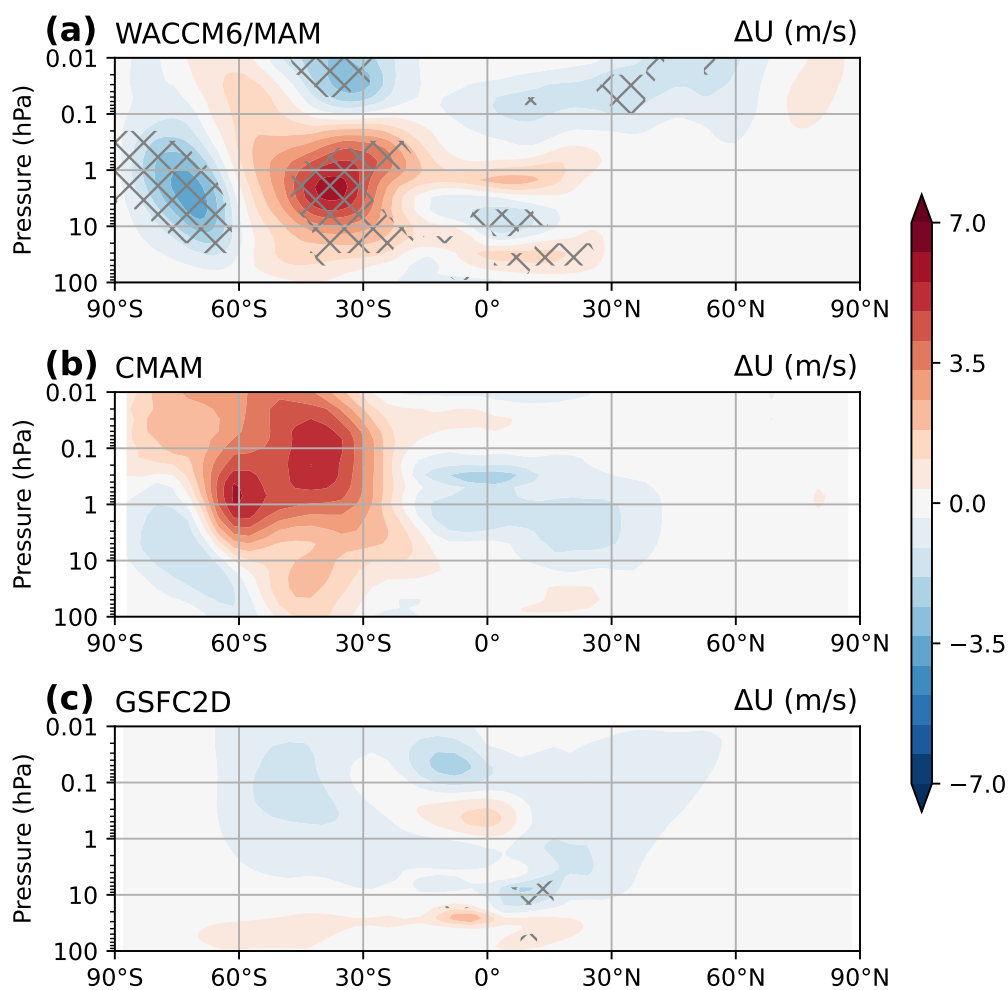 (a) WACCM6/MAM ΔU (m/s)
0.01
0.1
1
10
100
Pressure (hPa)
90°S 60°S 30°S 0° 30°N 60°N 90°N
(b) CMAM ΔU (m/s)
0.01
0.1
1
10
100
Pressure (hPa)
90°S 60°S 30°S 0° 30°N 60°N 90°N
(c) GSFC2D ΔU (m/s)
0.01
0.1
1
10
100
Pressure (hPa)
90°S 60°S 30°S 0° 30°N 60°N 90°N
7.0
3.5
0.0
−3.5
−7.0